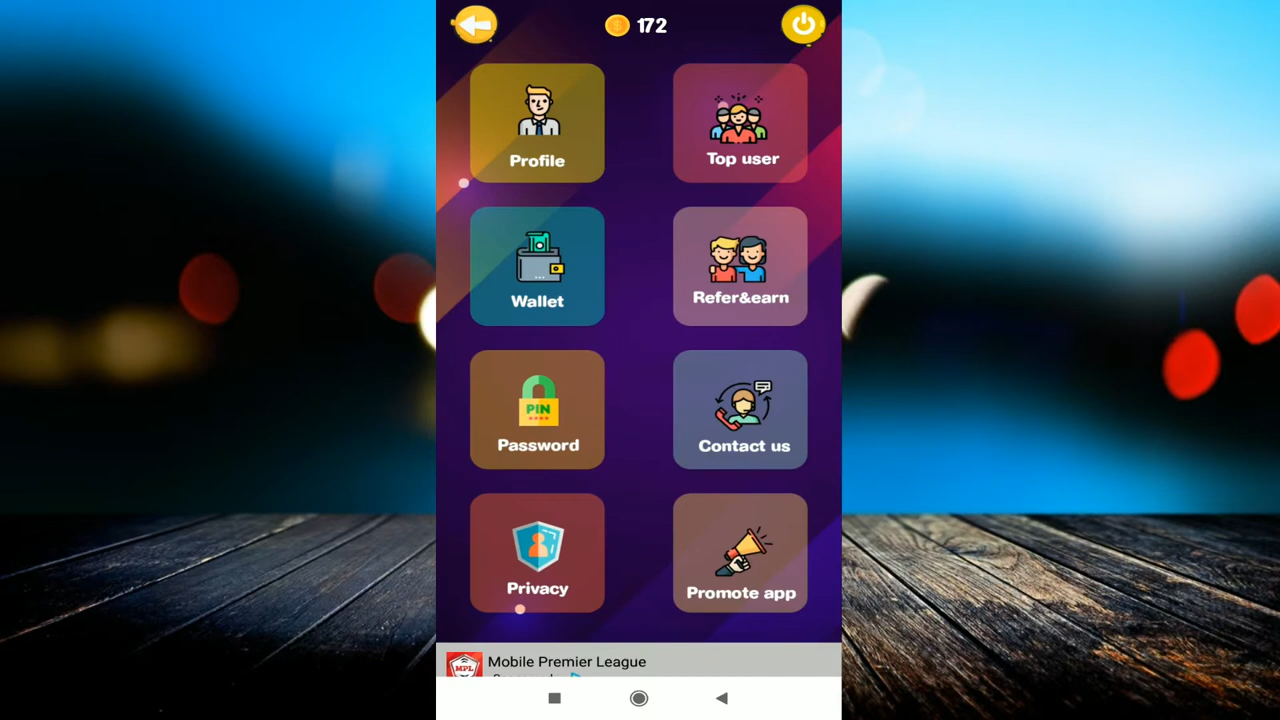 172
Profile
Top user
Wallet
Refer&earn
PIN
Password
Contact us
Privacy
Promote app
MPL
Mobile Premier League